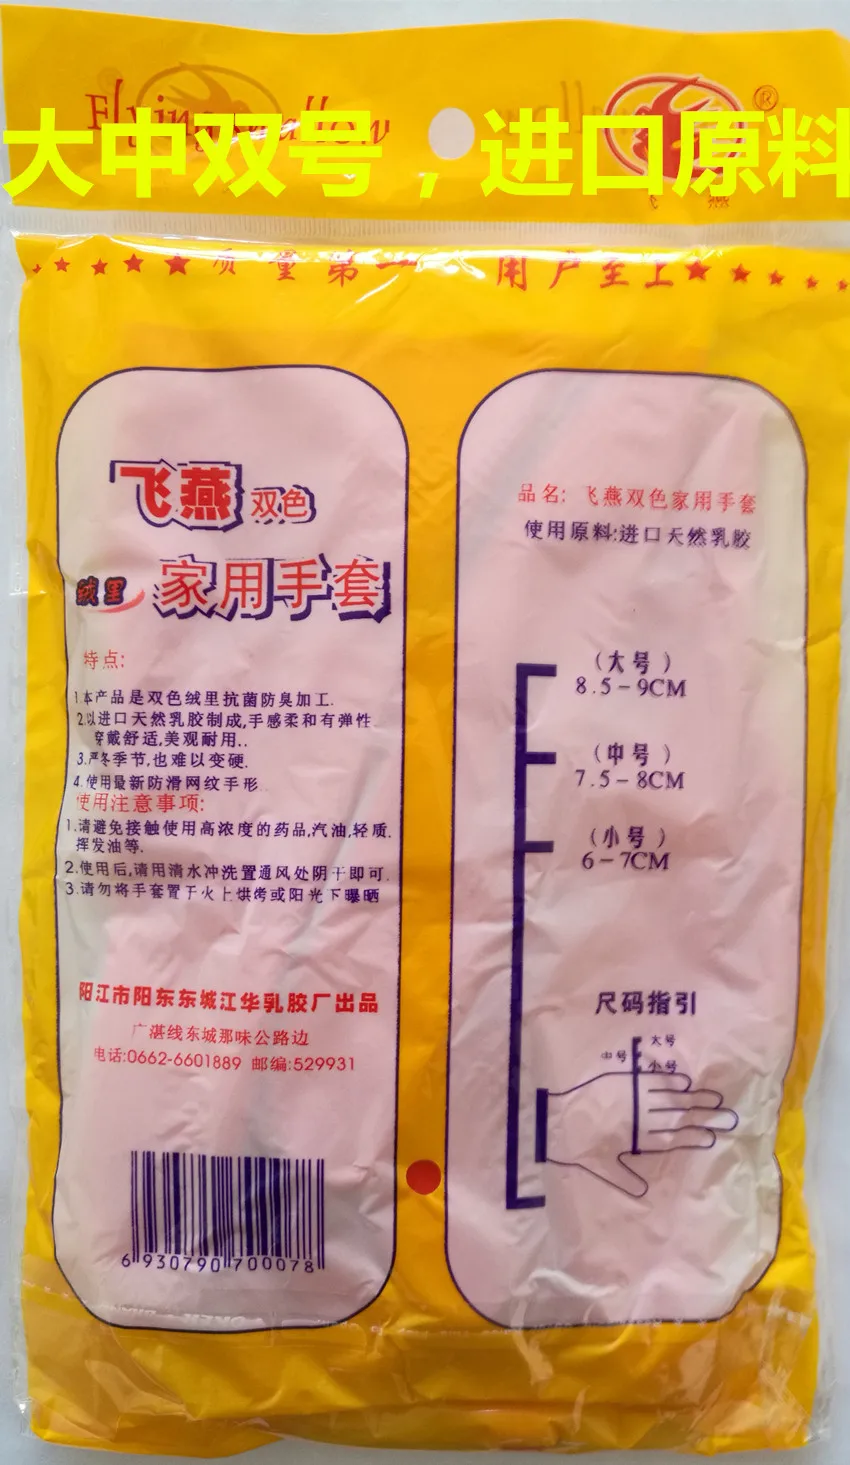 Flying swallow
®
大中双号，进口原料
质量第一 用户至上
飞燕 双色
绒里 家用手套
特点:
1.本产品是双色绒里抗菌防臭加工.
2.以进口天然乳胶制成,手感柔和有弹性
穿戴舒适,美观耐用..
3.严冬季节,也难以变硬.
4.使用最新防滑网纹手形
使用注意事项:
1.请避免接触使用高浓度的药品,汽油,轻质.
挥发油等.
2.使用后,请用清水冲洗置通风处阴干即可.
3.请勿将手套置于火上烘烤或阳光下曝晒
阳江市阳东东城江华乳胶厂出品
广湛线东城那味公路边
电话:0662-6601889 邮编:529931
6 930790 700078
品名: 飞燕双色家用手套
使用原料:进口天然乳胶
(大号)
8.5-9CM
(中号)
7.5-8CM
(小号)
6-7CM
尺码指引
大号
中号
小号